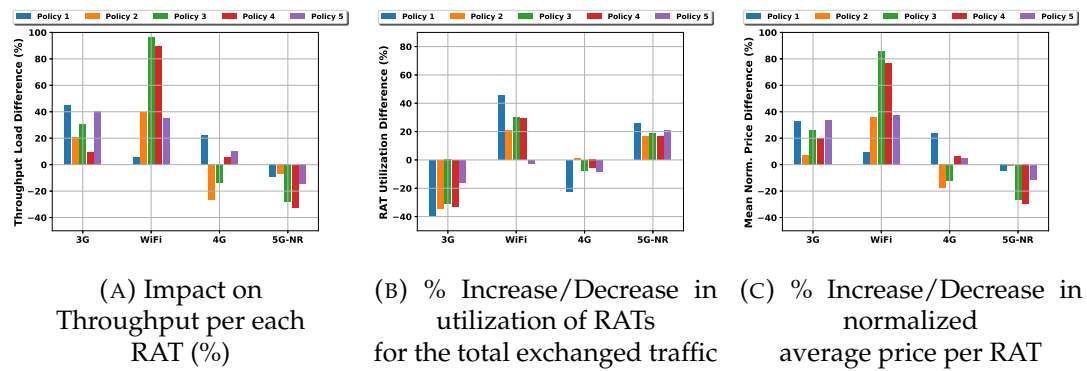 Policy 1 Policy 2 Policy 3 Policy 4 Policy 5
Throughput Load Difference (%)
100
80
60
40
20
0
−20
−40
3G WiFi 4G 5G-NR
(A) Impact on
Throughput per each
RAT (%)
Policy 1 Policy 2 Policy 3 Policy 4 Policy 5
RAT Utilization Difference (%)
80
60
40
20
0
−20
−40
3G WiFi 4G 5G-NR
(B) % Increase/Decrease in
utilization of RATs
for the total exchanged traffic
Policy 1 Policy 2 Policy 3 Policy 4 Policy 5
Mean Norm. Price Difference (%)
100
80
60
40
20
0
−20
−40
3G WiFi 4G 5G-NR
(C) % Increase/Decrease in
normalized
average price per RAT